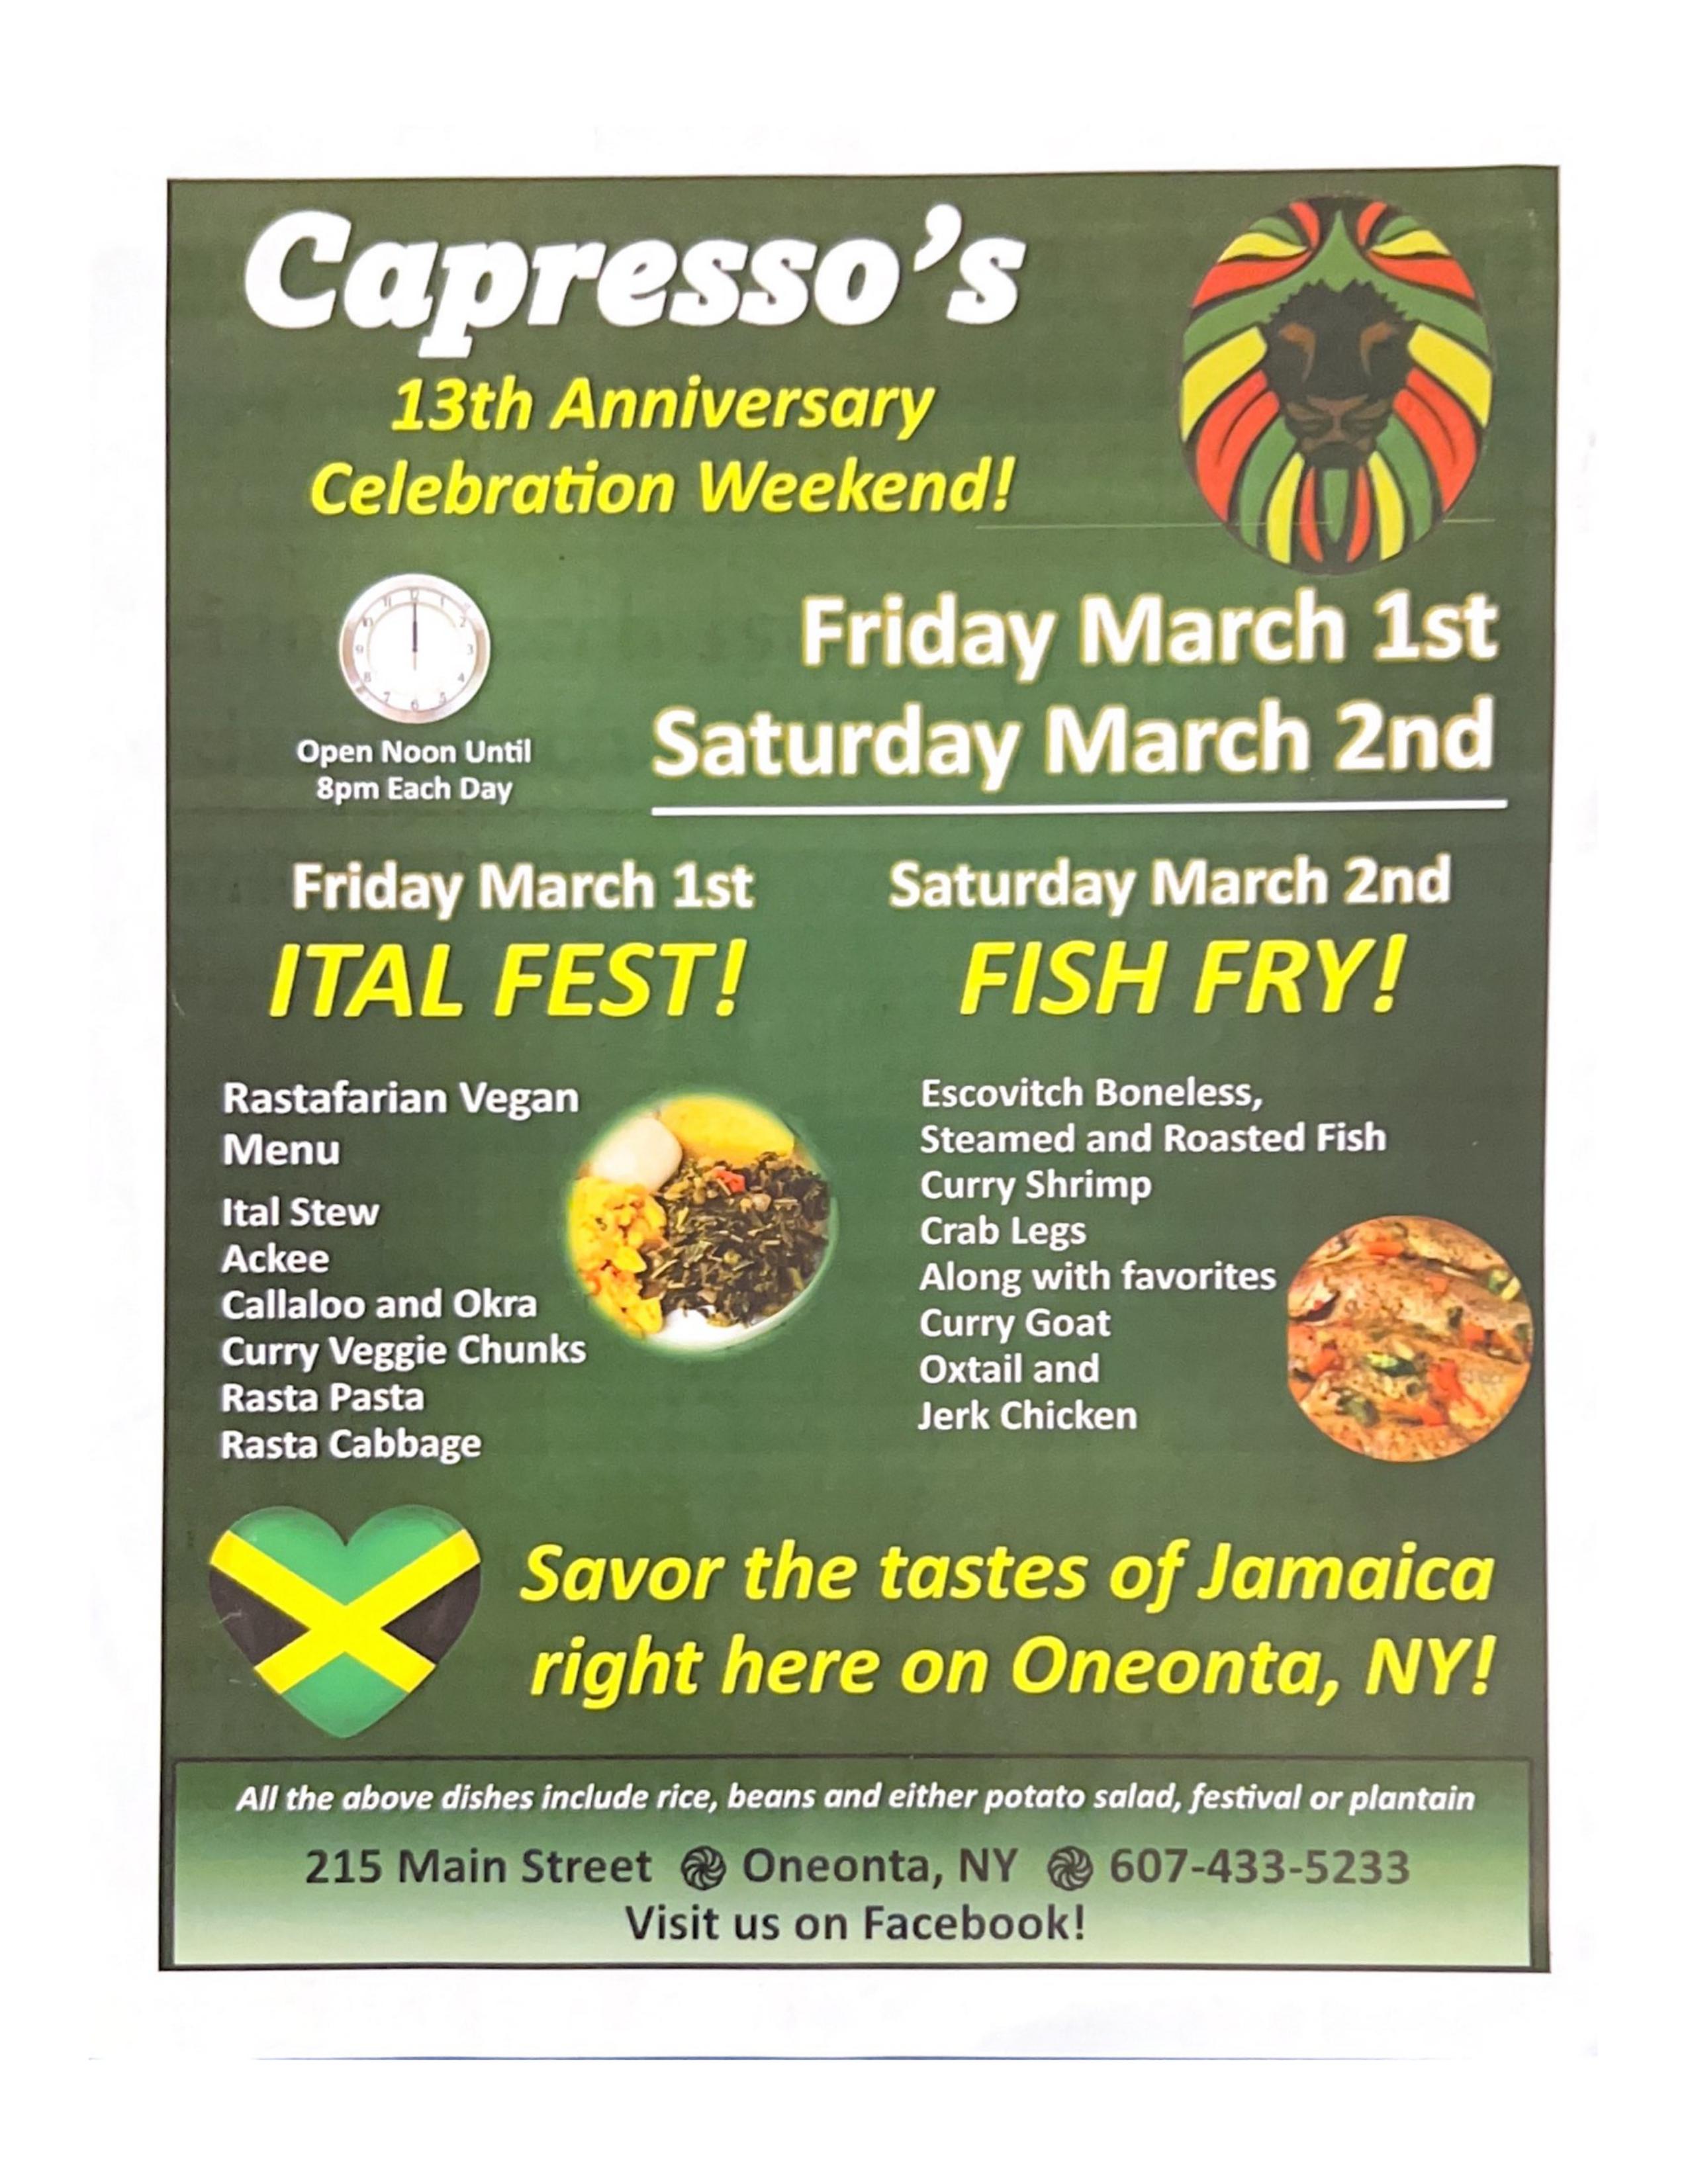 Capresso's
13th Anniversary
Celebration Weekend!
Open Noon Until
8pm Each Day
Friday March 1st
Saturday March 2nd
Friday March 1st
ITAL FEST!
Rastafarian Vegan
Menu
Ital Stew
Ackee
Callaloo and Okra
Curry Veggie Chunks
Rasta Pasta
Rasta Cabbage
Saturday March 2nd
FISH FRY!
Escovitch Boneless,
Steamed and Roasted Fish
Curry Shrimp
Crab Legs
Along with favorites
Curry Goat
Oxtail and
Jerk Chicken
Savor the tastes of Jamaica
right here on Oneonta, NY!
All the above dishes include rice, beans and either potato salad, festival or plantain
215 Main Street Oneonta, NY 607-433-5233
Visit us on Facebook!